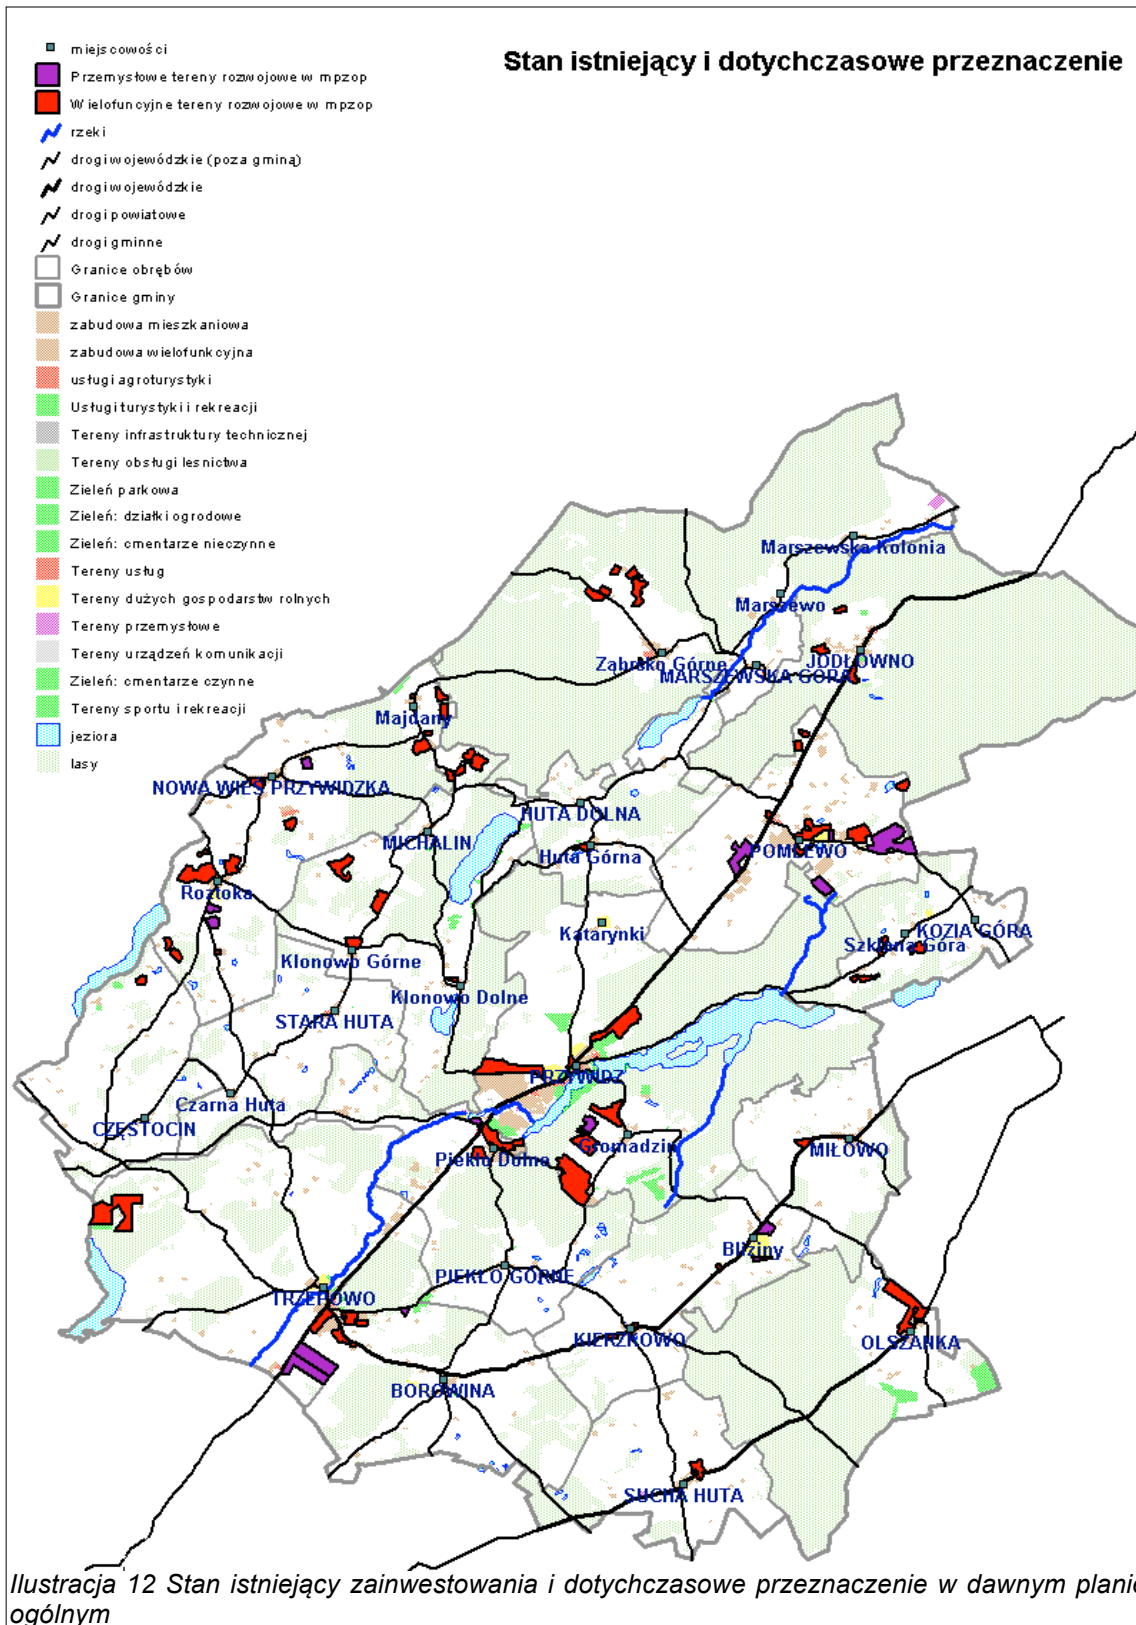 Stan istniejący i dotychczasowe przeznaczenie
miejscowości
Przemysłowe tereny rozwojowe w mpzop
Wielofuncyjne tereny rozwojowe w mpzop
rzeki
drogi wojewódzkie (poza gminą)
drogi wojewódzkie
drogi powiatowe
drogi gminne
Granice obrębów
Granice gminy
zabudowa mieszkaniowa
zabudowa wielofunkcyjna
usługi agroturystyki
Usługi turystyki i rekreacji
Tereny infrastruktury technicznej
Tereny obsługi lesnictwa
Zieleń parkowa
Zieleń: działki ogrodowe
Zieleń: cmentarze nieczynne
Tereny usług
Tereny dużych gospodarstw rolnych
Tereny przemysłowe
Tereny urządzeń komunikacji
Zieleń: cmentarze czynne
Tereny sportu i rekreacji
jeziora
lasy
Marszewska Kolonia
Marszewo
Ząbrsko Górne
JODŁOWNO
MARSZEWSKA GÓRA
Majdany
NOWA WIEŚ PRZYWIDZKA
HUTA DOLNA
MICHALIN
Huta Górna
POMLEWO
Roztoka
Katarynki
KOZIA GÓRA
Szklana Góra
Klonowo Górne
Klonowo Dolne
STARA HUTA
PRZYWIDZ
Czarna Huta
CZĘSTOCIN
Piekło Dolne
Gromadzin
MIŁOWO
Bliziny
PIEKŁO GÓRNE
TRZEPOWO
KIERZKOWO
OLSZANKA
BOROWINA
SUCHA HUTA
Ilustracja 12 Stan istniejący zainwestowania i dotychczasowe przeznaczenie w dawnym planie
ogólnym